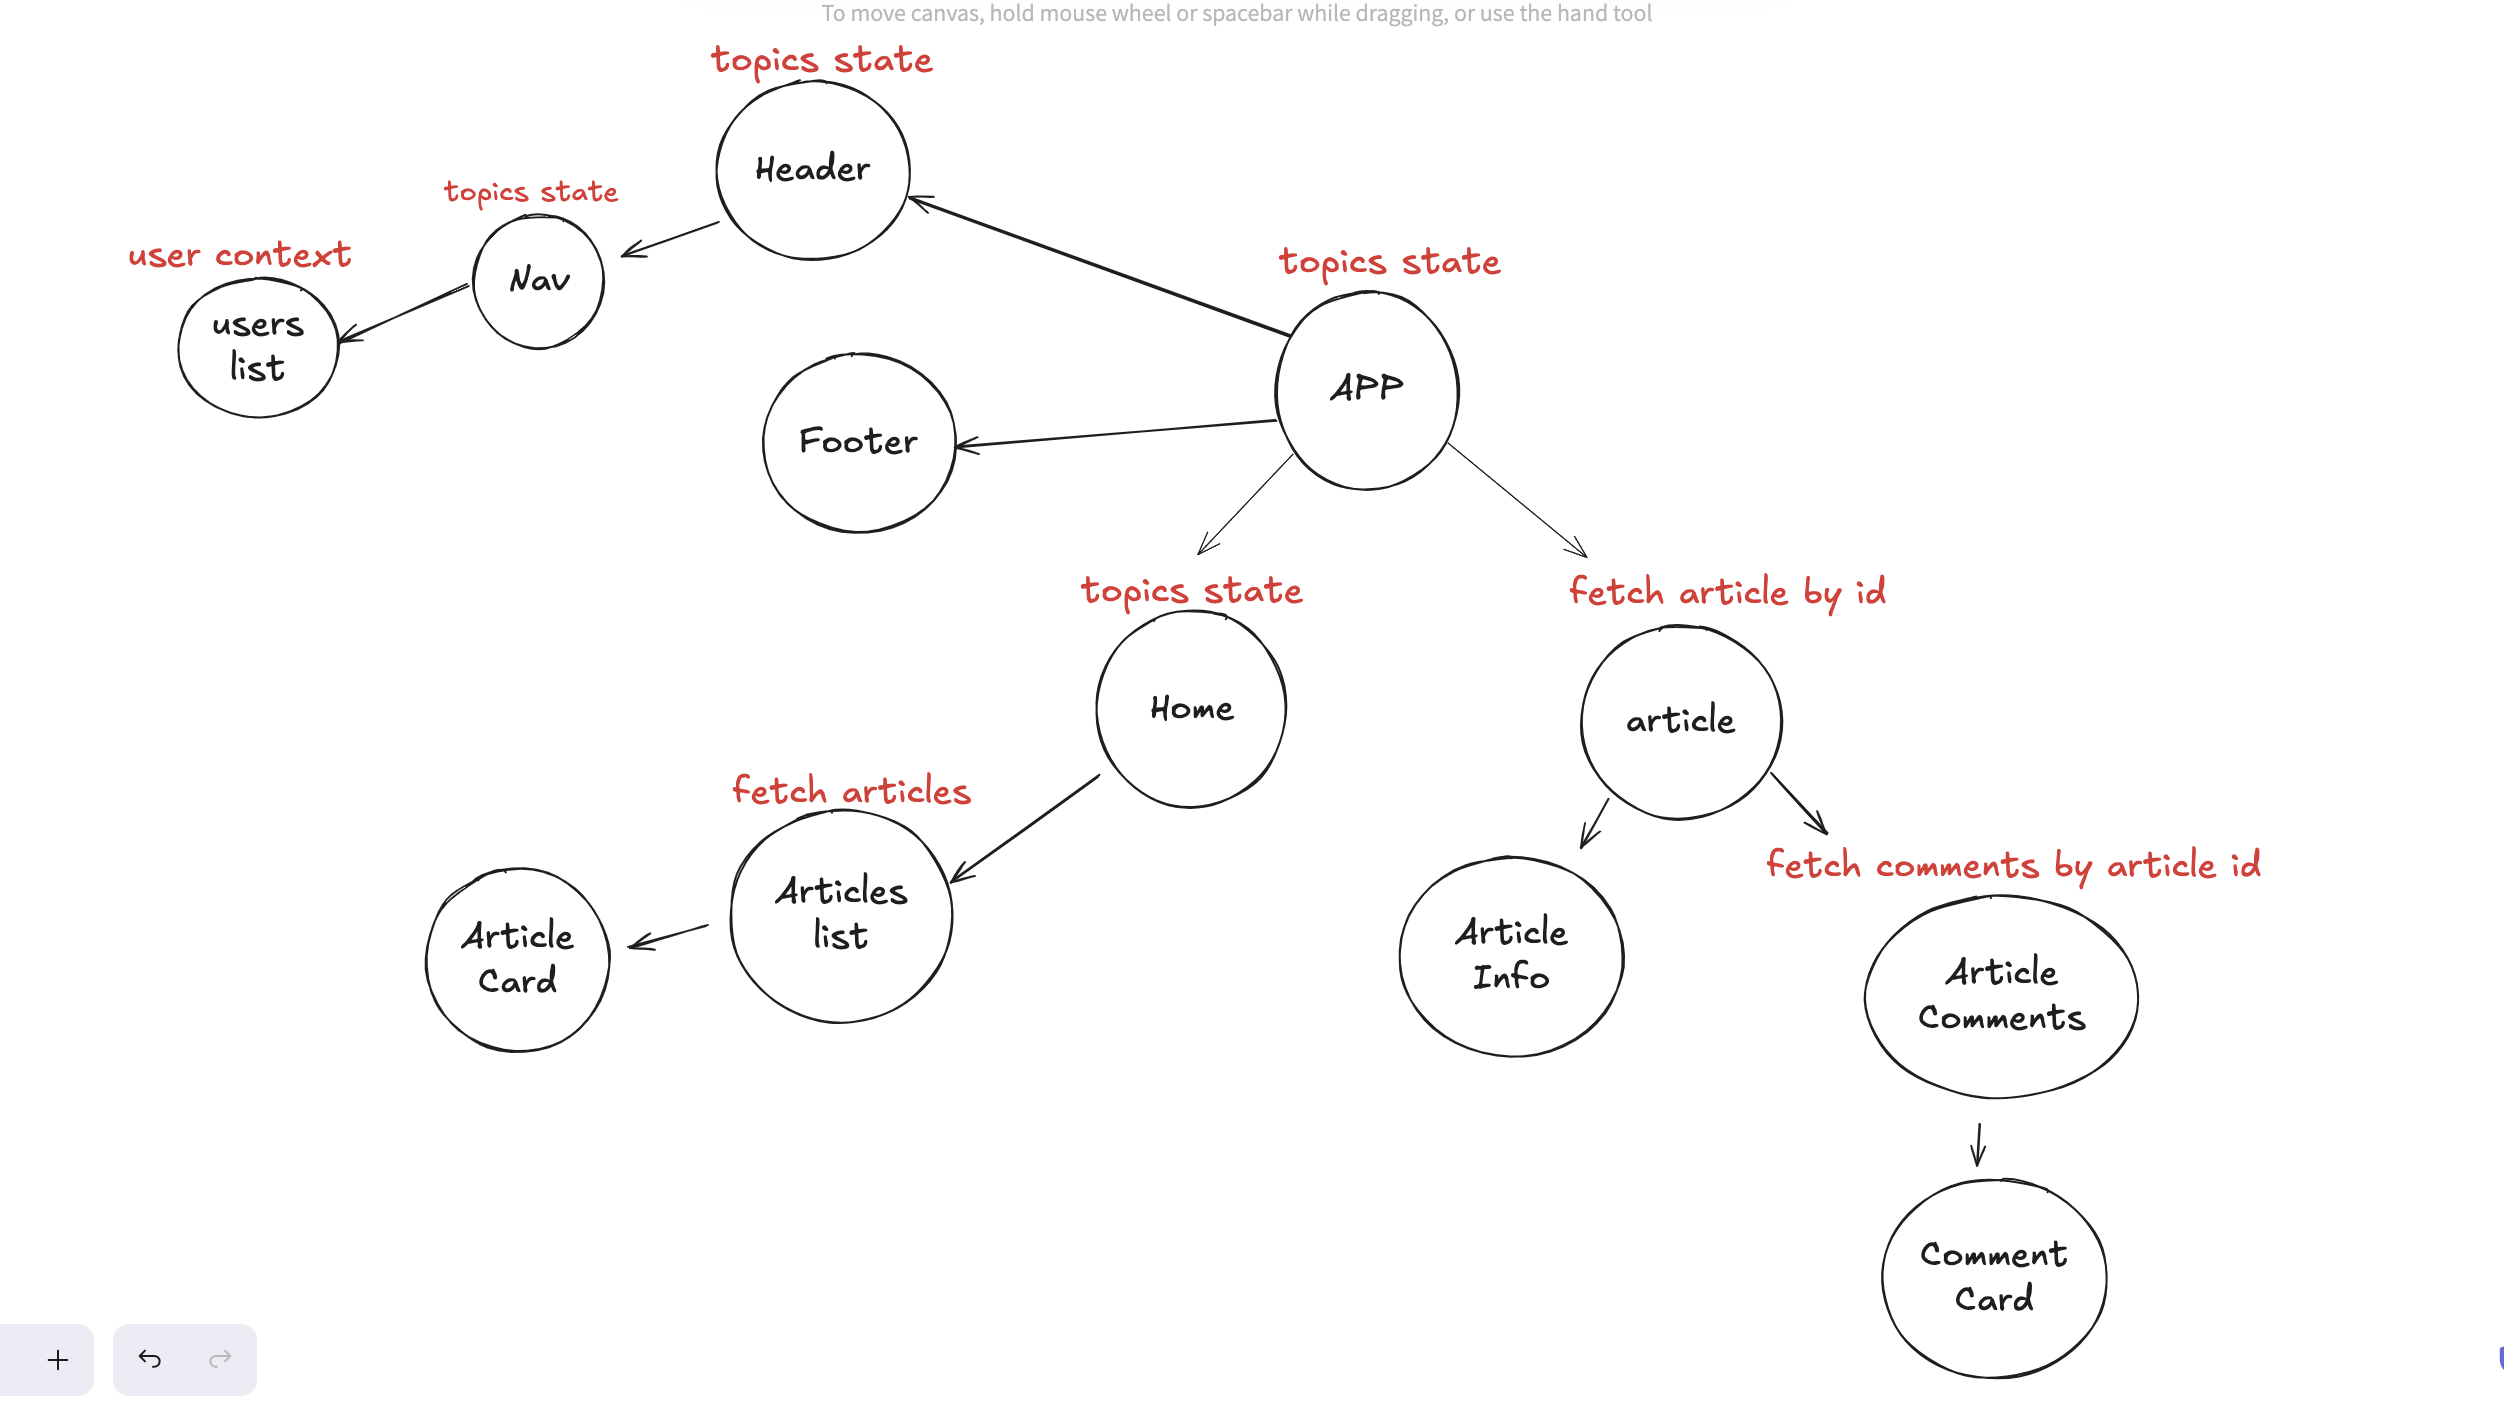 To move canvas, hold mouse wheel or spacebar while dragging, or use the hand tool
topics state
Header
topics state
Nav
user context
users
list
topics state
APP
Footer
topics state
Home
fetch article by id
article
fetch articles
Articles
list
Article
Card
Article
Info
fetch comments by article id
Article
Comments
Comment
Card